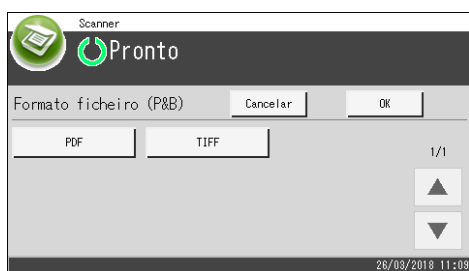 Scanner
Pronto
Formato ficheiro (P&B) Cancelar OK
PDF TIFF
1/1
26/03/2018 11:09